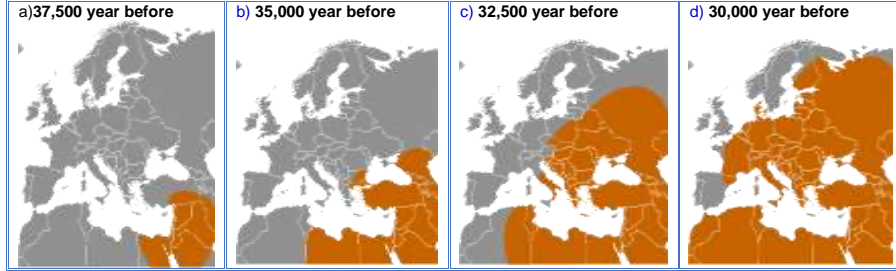 a)37,500 year before
b) 35,000 year before
c) 32,500 year before
d) 30,000 year before